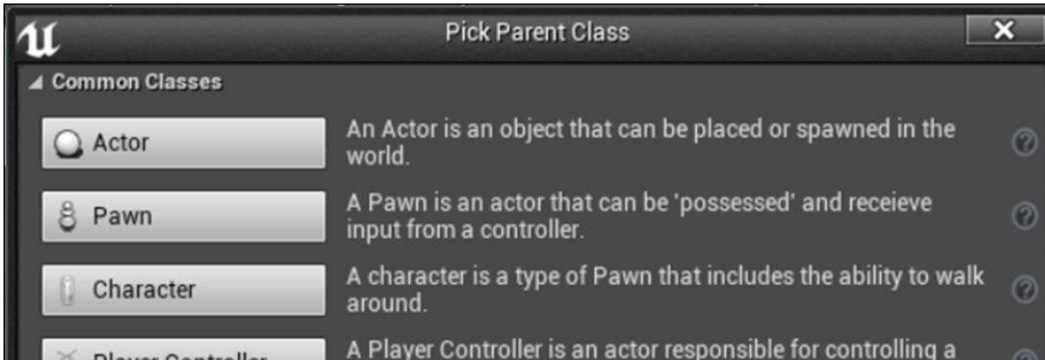 Pick Parent Class
Common Classes
Actor
An Actor is an object that can be placed or spawned in the
world.
Pawn
A Pawn is an actor that can be 'possessed' and receieve
input from a controller.
Character
A character is a type of Pawn that includes the ability to walk
around.
Player Controller
A Player Controller is an actor responsible for controlling a